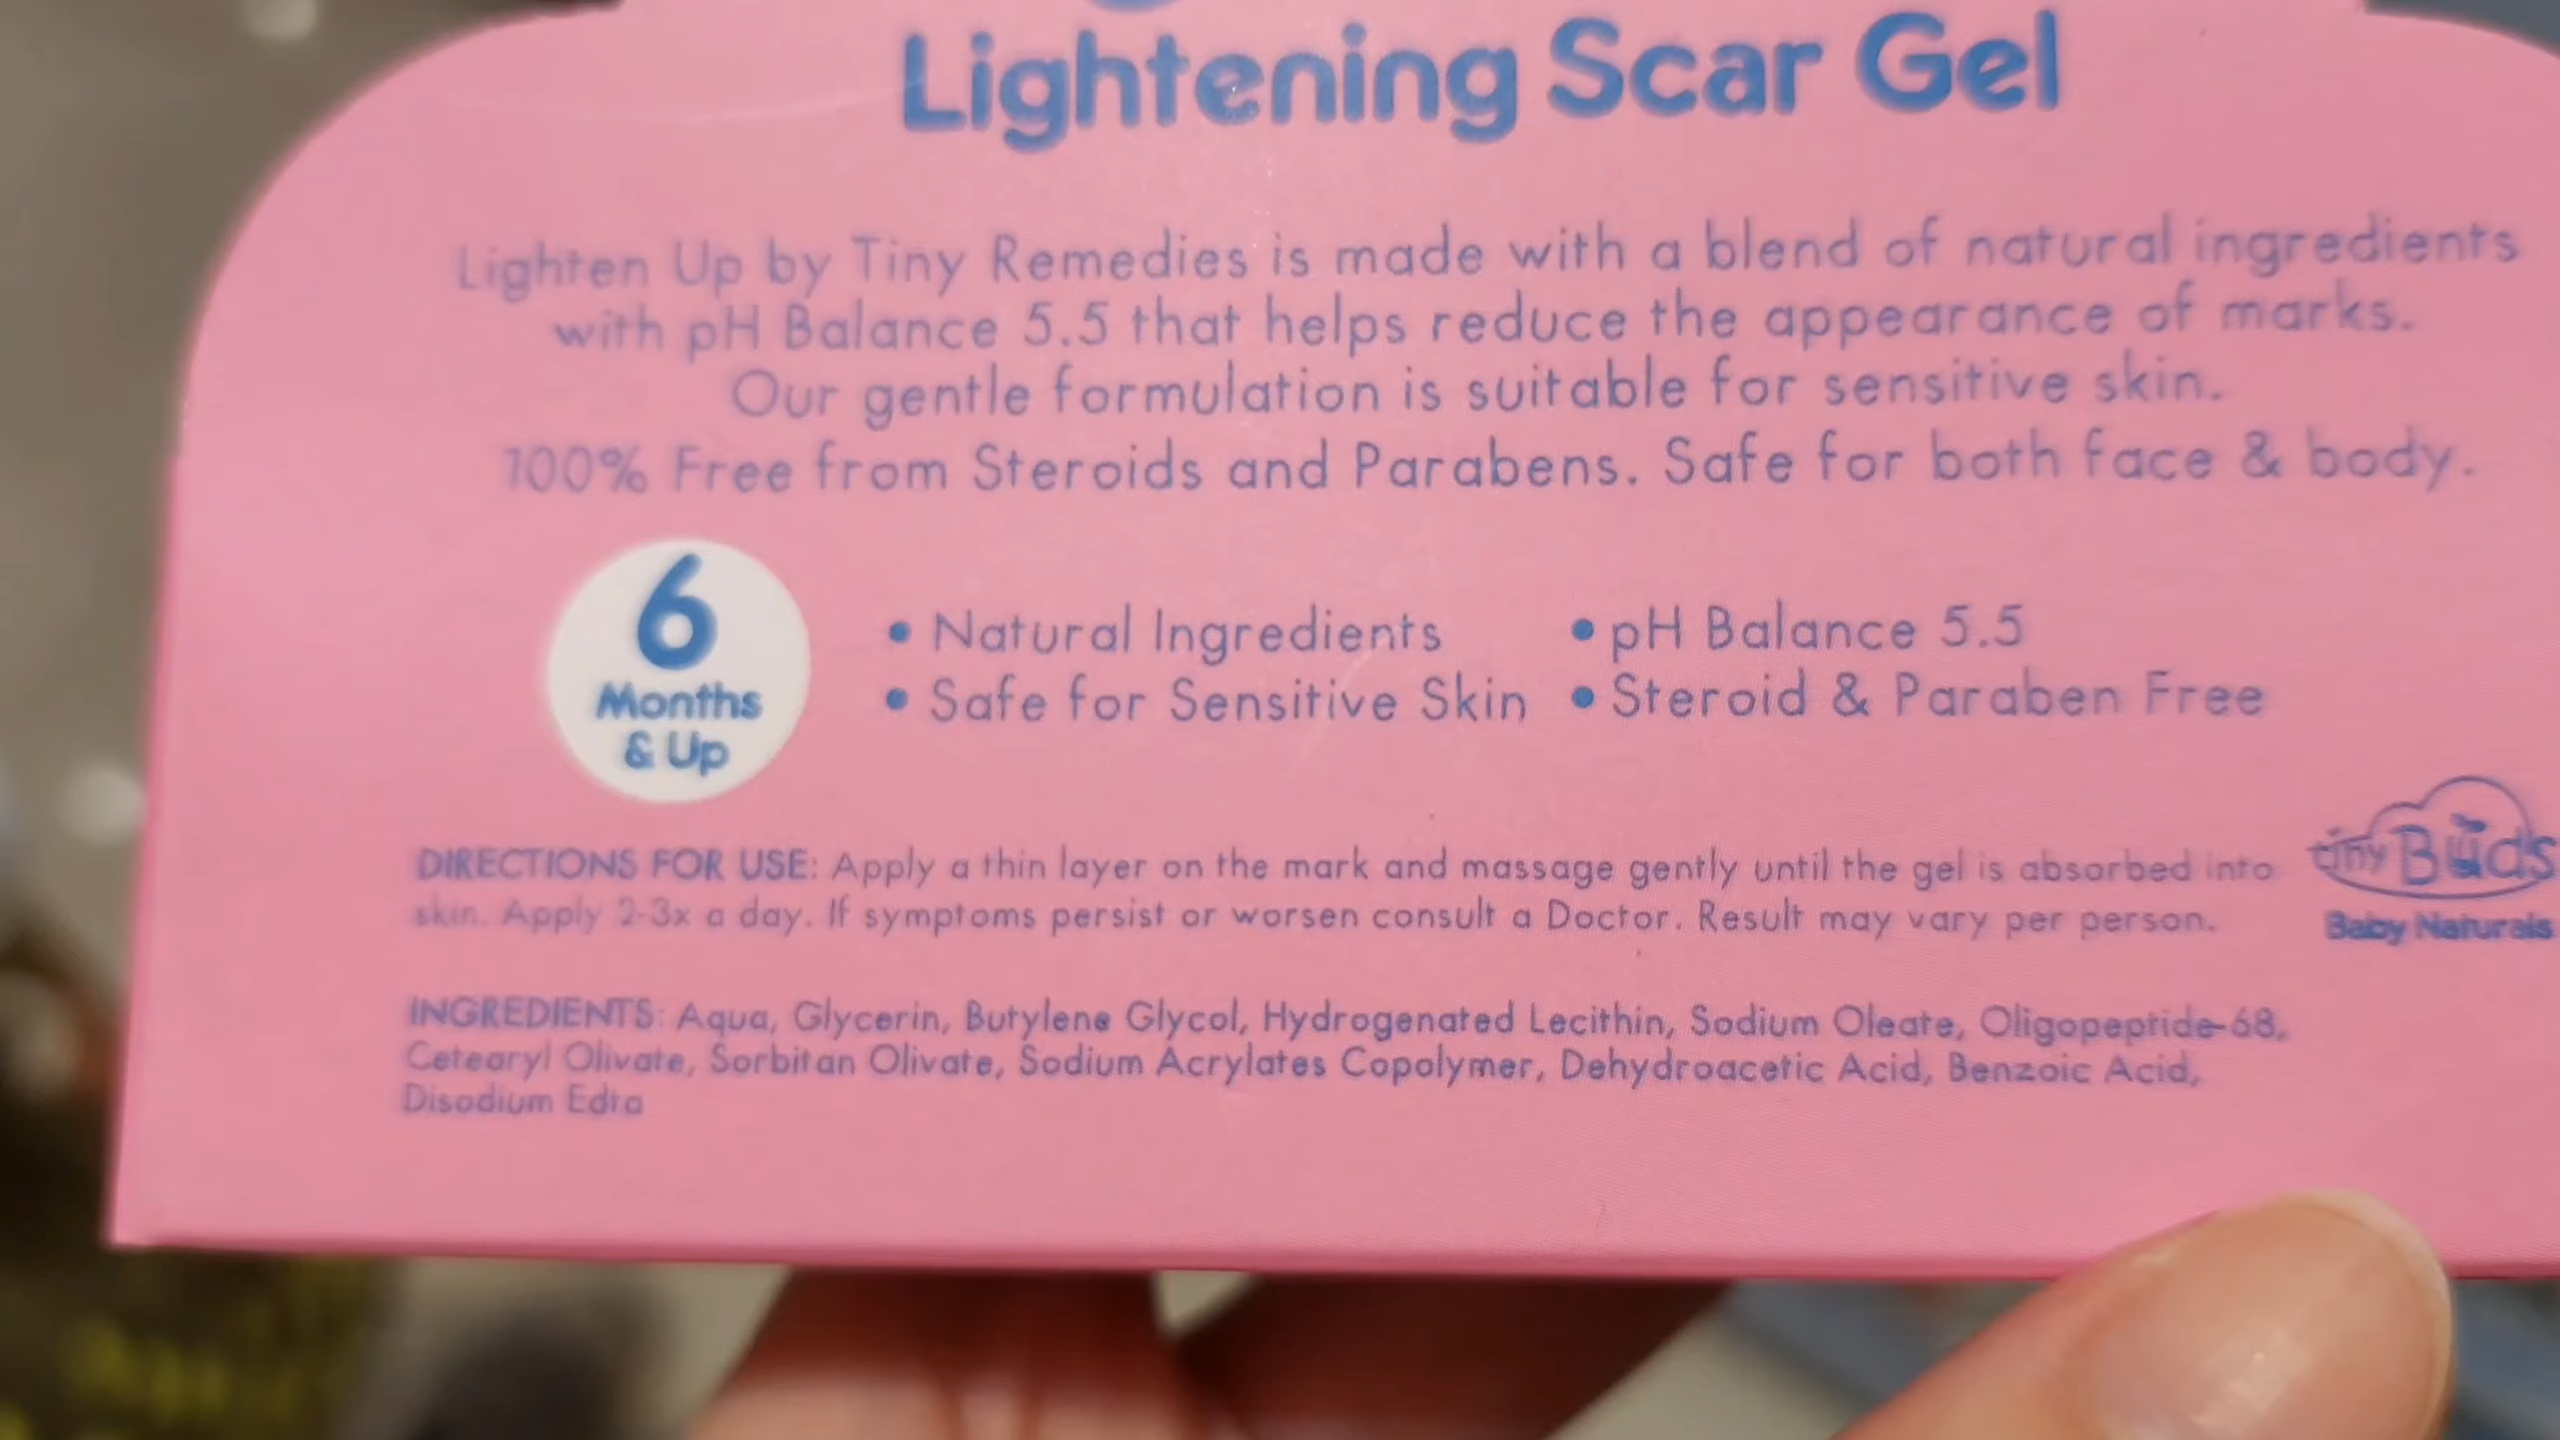 Lightening Scar Gel
Lighten Up by Tiny Remedies is made with a blend of natural ingredients
with pH Balance 5.5 that helps reduce the appearance of marks.
Our gentle formulation is suitable for sensitive skin.
100% Free from Steroids and Parabens. Safe for both face & body.
6
Months
& Up
• Natural Ingredients
• Safe for Sensitive Skin
• pH Balance 5.5
• Steroid & Paraben Free
DIRECTIONS FOR USE: Apply a thin layer on the mark and massage gently until the gel is absorbed into
skin. Apply 2-3x a day. If symptoms persist or worsen consult a Doctor. Result may vary per person.
tiny Buds
Baby Naturals
INGREDIENTS: Aqua, Glycerin, Butylene Glycol, Hydrogenated Lecithin, Sodium Oleate, Oligopeptide-68,
Cetearyl Olivate, Sorbitan Olivate, Sodium Acrylates Copolymer, Dehydroacetic Acid, Benzoic Acid,
Disodium Edta